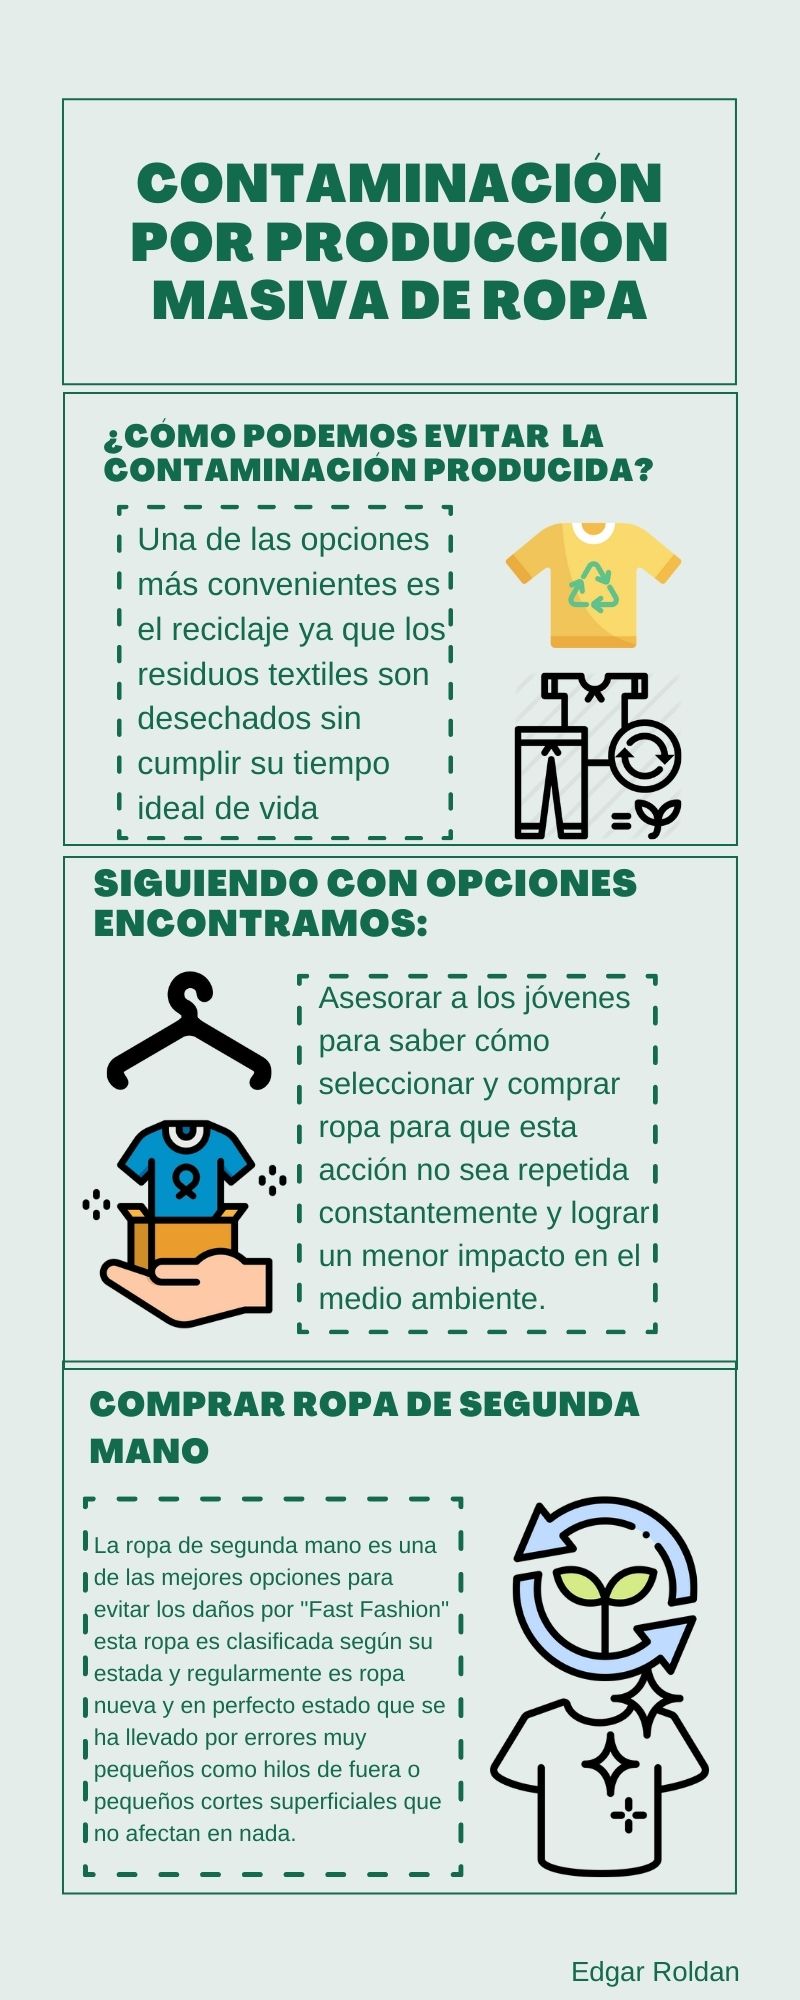 CONTAMINACIÓN
POR PRODUCCIÓN
MASIVA DE ROPA
¿CÓMO PODEMOS EVITAR LA
CONTAMINACIÓN PRODUCIDA?
Una de las opciones
más convenientes es
el reciclaje ya que los
residuos textiles son
desechados sin
cumplir su tiempo
ideal de vida
SIGUIENDO CON OPCIONES
ENCONTRAMOS:
Asesorar a los jóvenes
para saber cómo
seleccionar y comprar
ropa para que esta
acción no sea repetida
constantemente y lograr
un menor impacto en el
medio ambiente.
COMPRAR ROPA DE SEGUNDA
MANO
La ropa de segunda mano es una
de las mejores opciones para
evitar los daños por "Fast Fashion"
esta ropa es clasificada según su
estada y regularmente es ropa
nueva y en perfecto estado que se
ha llevado por errores muy
pequeños como hilos de fuera o
pequeños cortes superficiales que
no afectan en nada.
Edgar Roldan